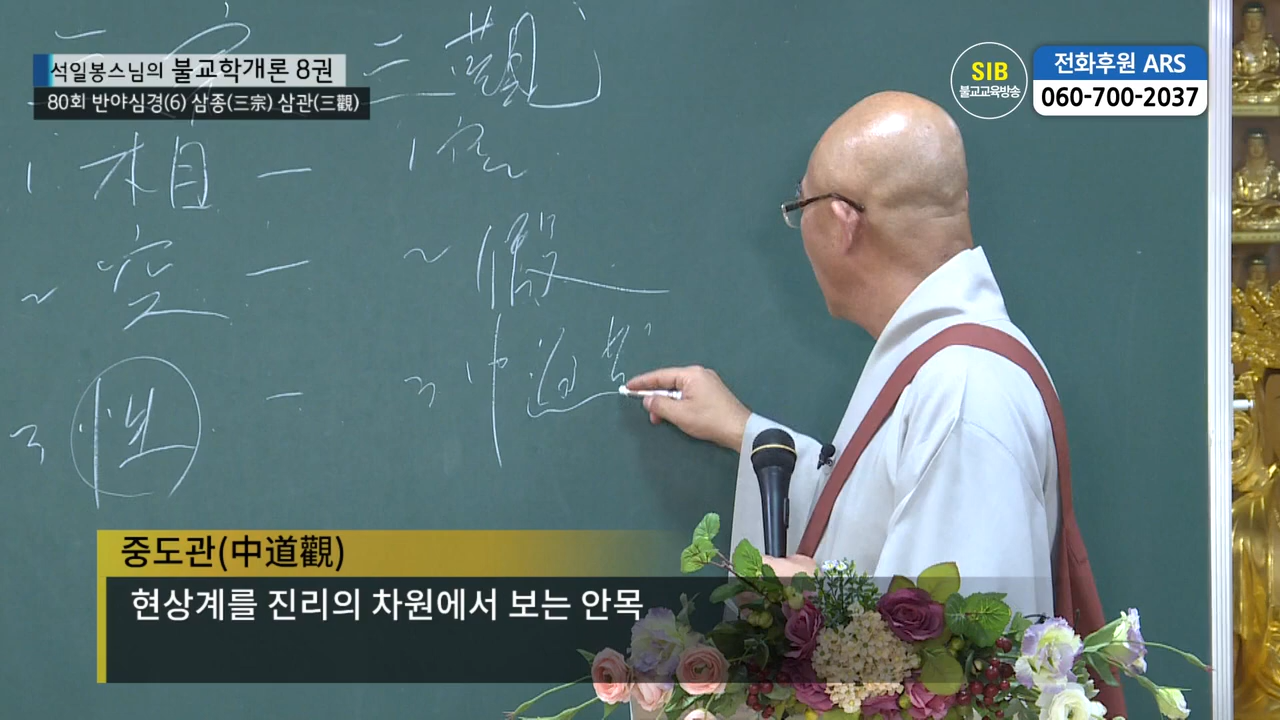 석일봉스님의 불교학개론 8권
80회 반야심경(6) 삼종(三宗) 삼관(三觀)
SIB
불교교육방송
전화후원 ARS
060-700-2037
三宗 三觀
1. 相 - 1 空
2 空 - 2 假
3 性 - 3 中道
중도관(中道觀)
현상계를 진리의 차원에서 보는 안목